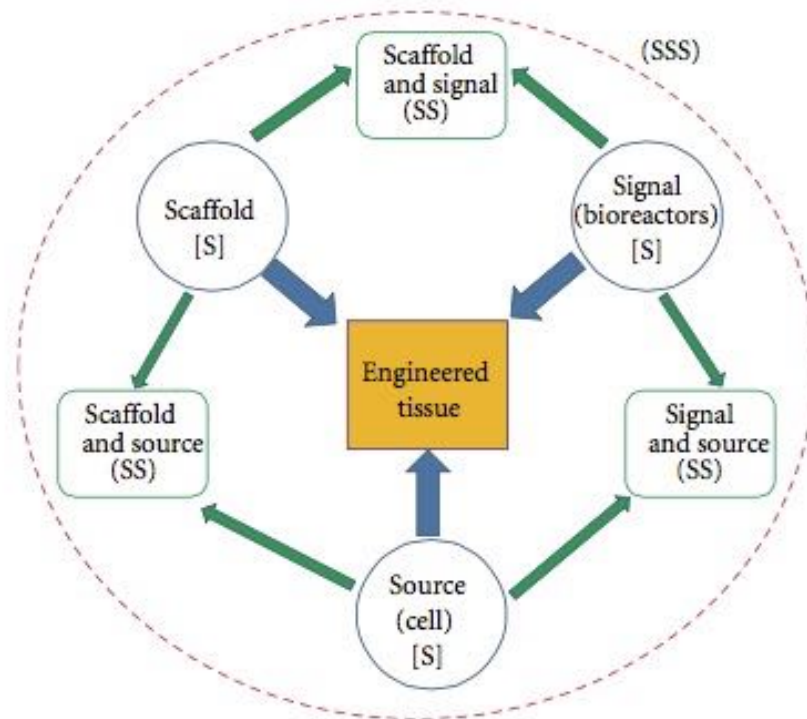 Scaffold
and signal
(SS)
(SSS)
Scaffold
[S]
Signal
(bioreactors)
[S]
Engineered
tissue
Scaffold
and source
(SS)
Signal
and source
(SS)
Source
(cell)
[S]